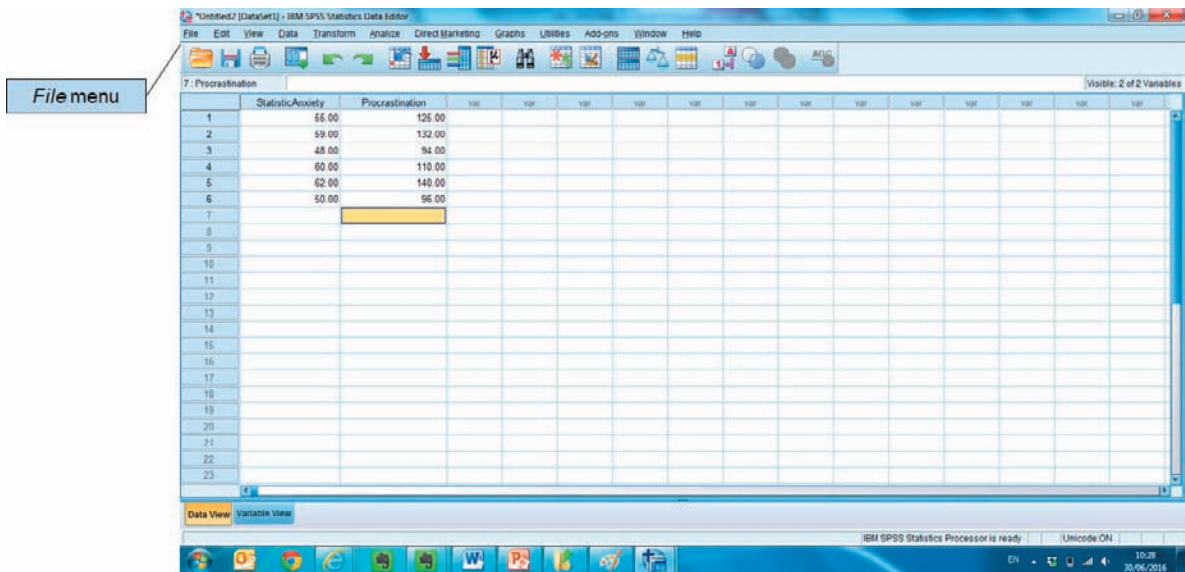 *Untitled2 [DataSet1] - IBM SPSS Statistics Data Editor
File Edit View Data Transform Analyze Direct Marketing Graphs Utilities Add-ons Window Help
File menu
7 : Procrastination
Visible: 2 of 2 Variables
StatisticAnxiety Procrastination var var var var var var var var var var var
1 55.00 125.00
2 59.00 132.00
3 48.00 94.00
4 60.00 110.00
5 62.00 140.00
6 50.00 96.00
7
8
9
10
11
12
13
14
15
16
17
18
19
20
21
22
23
Data View Variable View
IBM SPSS Statistics Processor is ready Unicode:ON
EN 10:28
30/06/2016